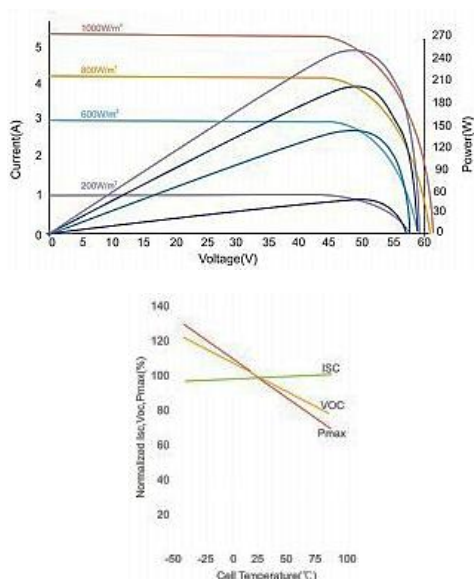 1000W/m²
800W/m²
600W/m²
200W/m²
Current(A)
5
4
3
2
1
0
0 5 10 15 20 25 30 35 40 45 50 55 60
Voltage(V)
270
240
210
180
150
120
90
60
30
0
Power(W)
Normalized Isc,Voc,Pmax(%)
140
120
100
80
60
40
20
ISC
VOC
Pmax
-50 -25 0 25 50 75 100
Cell Temperature(℃)